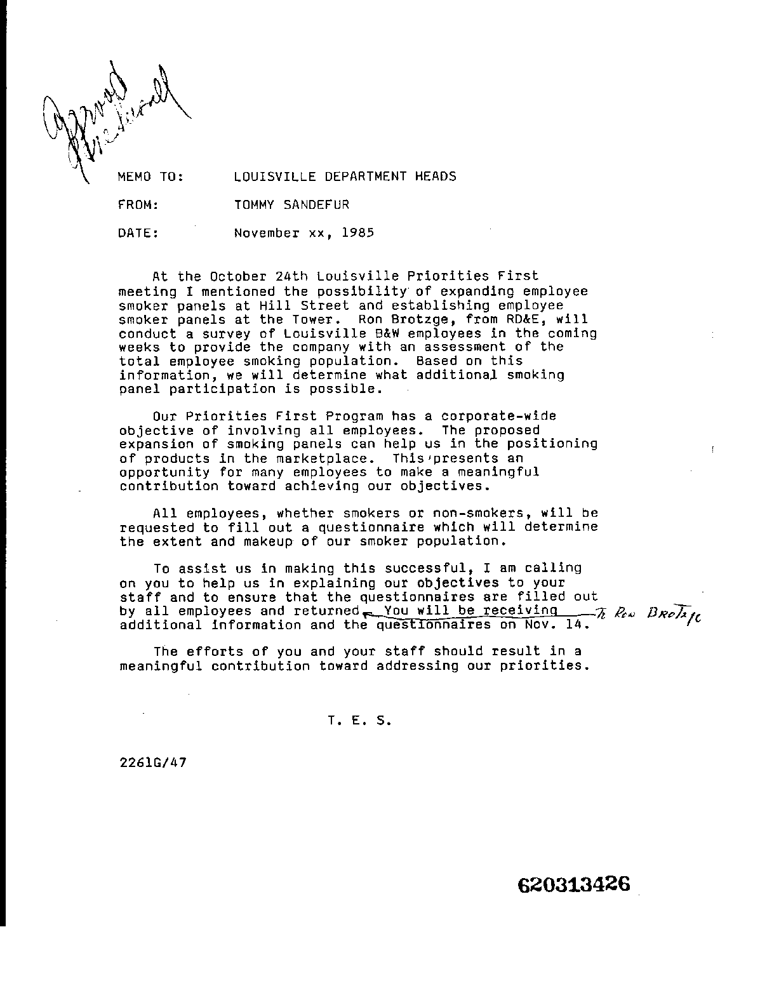 MEMO TO: LOUISVILLE DEPARTMENT HEADS
FROM: TOMMY SANDEFUR
DATE: November xx, 1985
At the October 24th Louisville Priorities First
meeting I mentioned the possibility of expanding employee
smoker panels at Hill Street and establishing employee
smoker panels at the Tower. Ron Brotzge, from RD&E, will
conduct a survey of Louisville B&W employees in the coming
weeks to provide the company with an assessment of the
total employee smoking population. Based on this
information, we will determine what additional smoking
panel participation is possible.
Our Priorities First Program has a corporate-wide
objective of involving all employees. The proposed
expansion of smoking panels can help us in the positioning
of products in the marketplace. This presents an
opportunity for many employees to make a meaningful
contribution toward achieving our objectives.
All employees, whether smokers or non-smokers, will be
requested to fill out a questionnaire which will determine
the extent and makeup of our smoker population.
To assist us in making this successful, I am calling
on you to help us in explaining our objectives to your
staff and to ensure that the questionnaires are filled out
by all employees and returned. You will be receiving To Ron Brotzge
additional information and the questionnaires on Nov. 14.
The efforts of you and your staff should result in a
meaningful contribution toward addressing our priorities.
T. E. S.
2261G/47
620313426